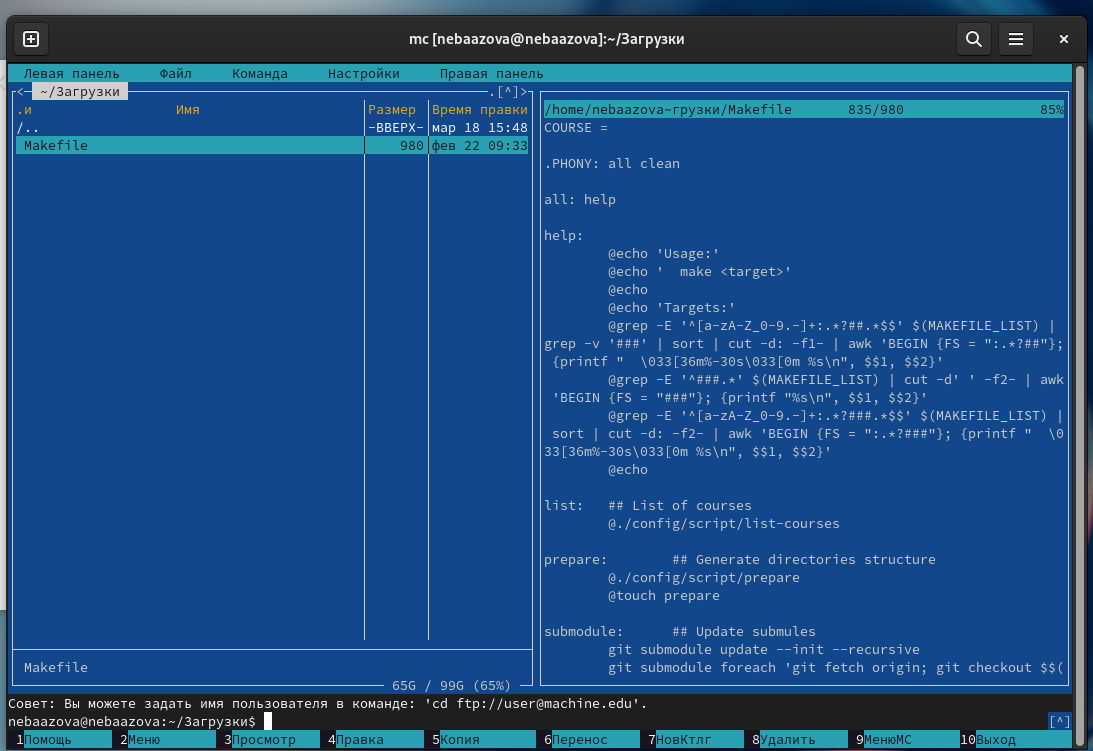 mc [nebaazova@nebaazova]:~/Загрузки
Левая панель Файл Команда Настройки Правая панель
<- ~/Загрузки .[^]>
.и Имя Размер Время правки
/.. -ВВЕРХ- мар 18 15:48
Makefile 980 фев 22 09:33
Makefile
65G / 99G (65%)
/home/nebaazova~грузки/Makefile 835/980 85%
COURSE =
.PHONY: all clean
all: help
help:
@echo 'Usage:'
@echo '  make <target>'
@echo
@echo 'Targets:'
@grep -E '^[a-zA-Z_0-9.-]+:.*?##.*$$' $(MAKEFILE_LIST) |
grep -v '###' | sort | cut -d: -f1- | awk 'BEGIN {FS = ":.*?##"};
{printf "  \033[36m%-30s\033[0m %s\n", $$1, $$2}'
@grep -E '^###.*' $(MAKEFILE_LIST) | cut -d' ' -f2- | awk
'BEGIN {FS = "###"}; {printf "%s\n", $$1, $$2}'
@grep -E '^[a-zA-Z_0-9.-]+:.*?###.*$$' $(MAKEFILE_LIST) |
sort | cut -d: -f2- | awk 'BEGIN {FS = ":.*?###"}; {printf "  \0
33[36m%-30s\033[0m %s\n", $$1, $$2}'
@echo
list: ## List of courses
@./config/script/list-courses
prepare: ## Generate directories structure
@./config/script/prepare
@touch prepare
submodule: ## Update submules
git submodule update --init --recursive
git submodule foreach 'git fetch origin; git checkout $$(
Совет: Вы можете задать имя пользователя в команде: 'cd ftp://user@machine.edu'.
nebaazova@nebaazova:~/Загрузки$ [^]
1Помощь 2Меню 3Просмотр 4Правка 5Копия 6Перенос 7НовКтлг 8Удалить 9МенюMC 10Выход